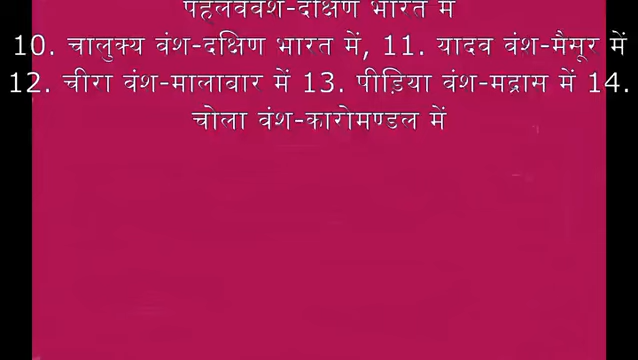 पहलववंश-दक्षिण भारत में
10. चालुक्य वंश-दक्षिण भारत में, 11. यादव वंश-मैसूर में
12. चीरा वंश-मालाबार में 13. पीड़िया वंश-मद्रास में 14.
चोला वंश-कारोमण्डल में